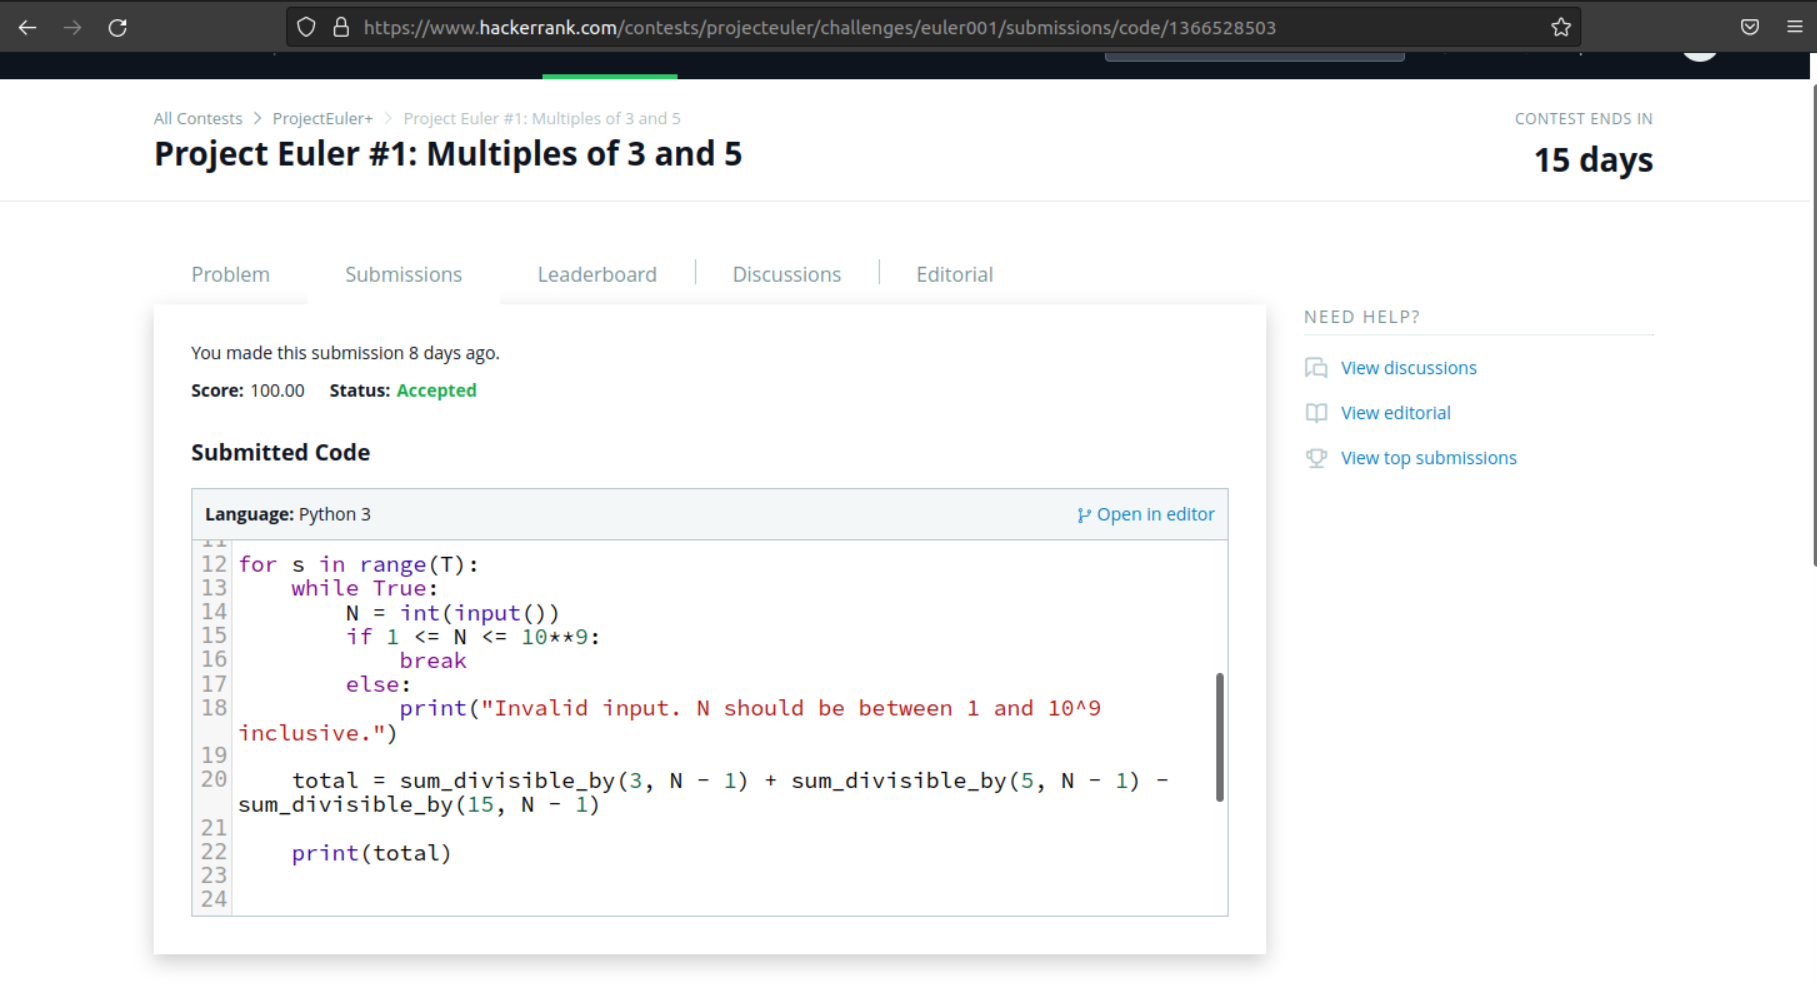 https://www.hackerrank.com/contests/projecteuler/challenges/euler001/submissions/code/1366528503
All Contests > ProjectEuler+ > Project Euler #1: Multiples of 3 and 5
Project Euler #1: Multiples of 3 and 5
CONTEST ENDS IN
15 days
Problem
Submissions
Leaderboard
Discussions
Editorial
You made this submission 8 days ago.
Score: 100.00 Status: Accepted
Submitted Code
Language: Python 3
Open in editor
11
12 for s in range(T):
13     while True:
14         N = int(input())
15         if 1 <= N <= 10**9:
16             break
17         else:
18             print("Invalid input. N should be between 1 and 10^9
inclusive.")
19
20     total = sum_divisible_by(3, N - 1) + sum_divisible_by(5, N - 1) -
sum_divisible_by(15, N - 1)
21
22     print(total)
23
24
NEED HELP?
View discussions
View editorial
View top submissions